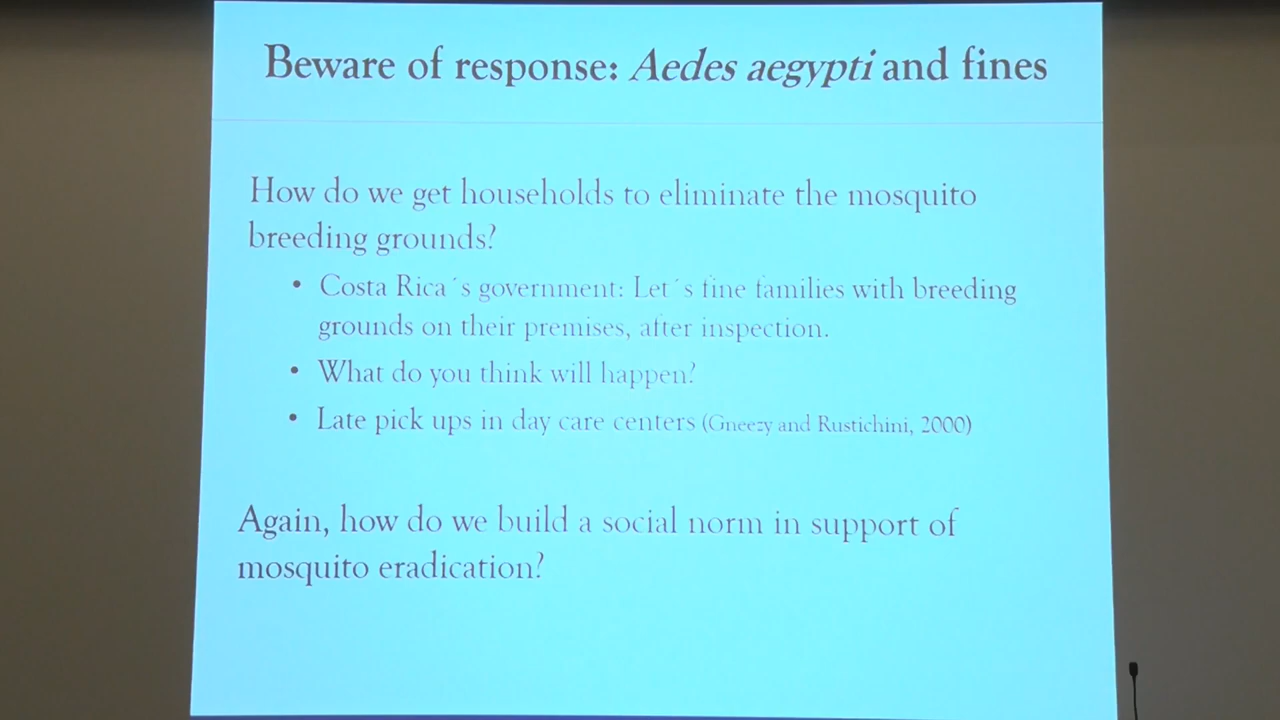 Beware of response: Aedes aegypti and fines
How do we get households to eliminate the mosquito
breeding grounds?
• Costa Rica´s government: Let´s fine families with breeding
grounds on their premises, after inspection.
• What do you think will happen?
• Late pick ups in day care centers (Gneezy and Rustichini, 2000)
Again, how do we build a social norm in support of
mosquito eradication?